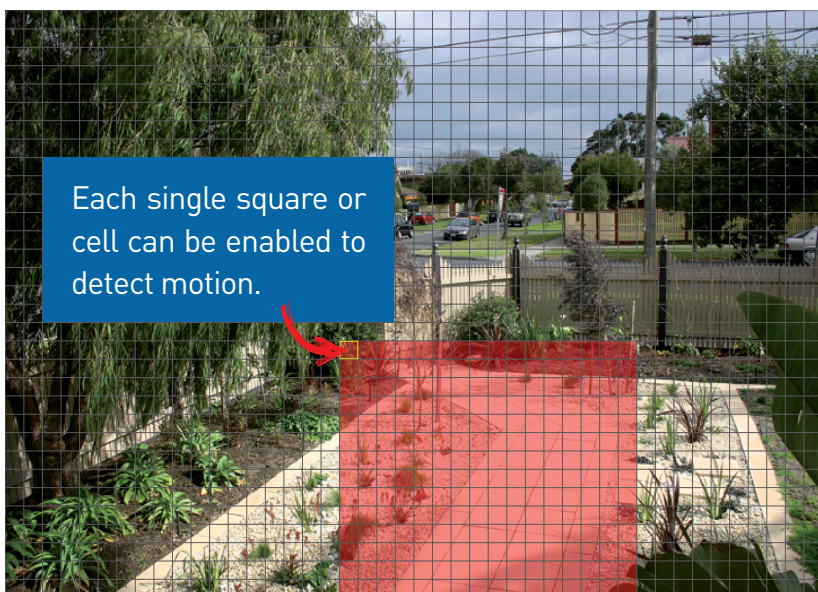 Each single square or
cell can be enabled to
detect motion.